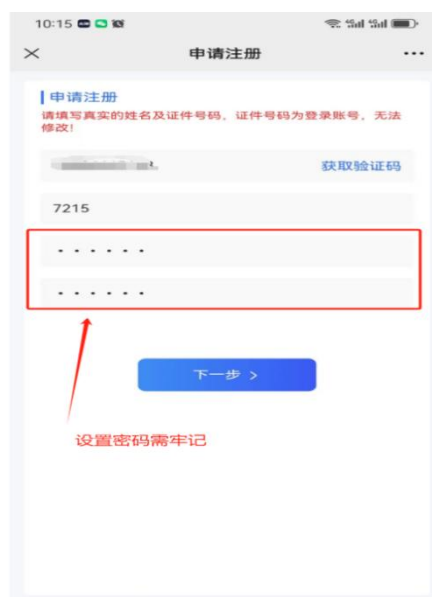 10:15
申请注册
申请注册
请填写真实的姓名及证件号码，证件号码为登录账号，无法
修改！
获取验证码
7215
下一步 >
设置密码需牢记